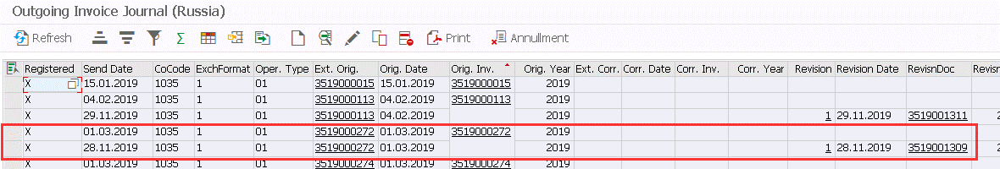 Outgoing Invoice Journal (Russia)
Refresh Print Annullment
Registered Send Date CoCode ExchFormat Oper. Type Ext. Orig. Orig. Date Orig. Inv. Orig. Year Ext. Corr. Corr. Date Corr. Inv. Corr. Year Revision Revision Date RevisnDoc
X 15.01.2019 1035 1 01 3519000015 15.01.2019 3519000015 2019
X 04.02.2019 1035 1 01 3519000113 04.02.2019 3519000113 2019
X 29.11.2019 1035 1 01 3519000113 04.02.2019 2019 1 29.11.2019 3519001311
X 01.03.2019 1035 1 01 3519000272 01.03.2019 3519000272 2019
X 28.11.2019 1035 1 01 3519000272 01.03.2019 2019 1 28.11.2019 3519001309
X 01.03.2019 1035 1 01 3519000274 01.03.2019 3519000274 2019